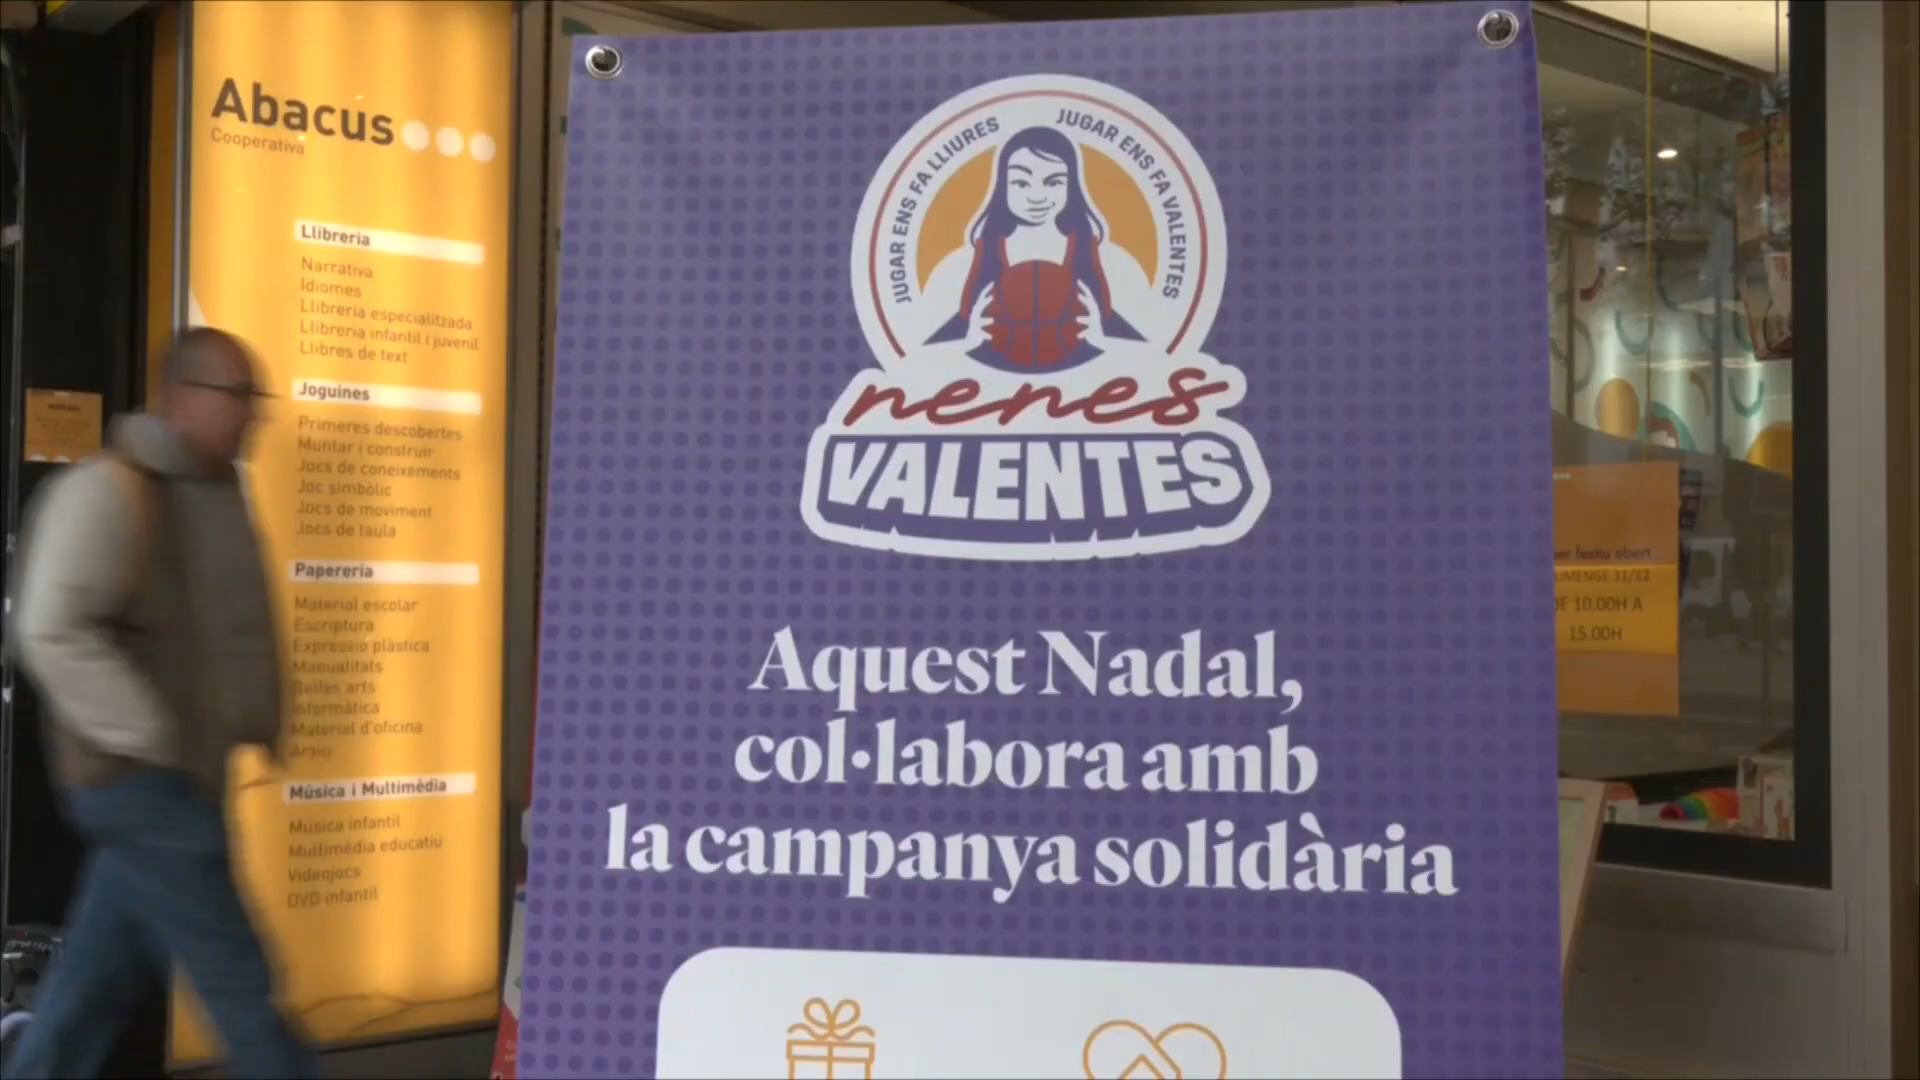 Abacus
Cooperativa
Llibreria
Narrativa
Idiomes
Llibreria especialitzada
Llibreria infantil i juvenil
Llibres de text
Joguines
Primeres descobertes
Muntar i construir
Jocs de coneixements
Joc simbòlic
Jocs de moviment
Jocs de taula
Papereria
Material escolar
Escriptura
Expressió plàstica
Manualitats
Belles arts
Informàtica
Material d'oficina
Arxiu
Música i Multimèdia
Música infantil
Multimèdia educatiu
Videojocs
DVD infantil
JUGAR ENS FA LLIURES
JUGAR ENS FA VALENTES
nenes
VALENTES
Aquest Nadal,
col·labora amb
la campanya solidària
festiu obert
31/12
DE 10.00H A
15.00H